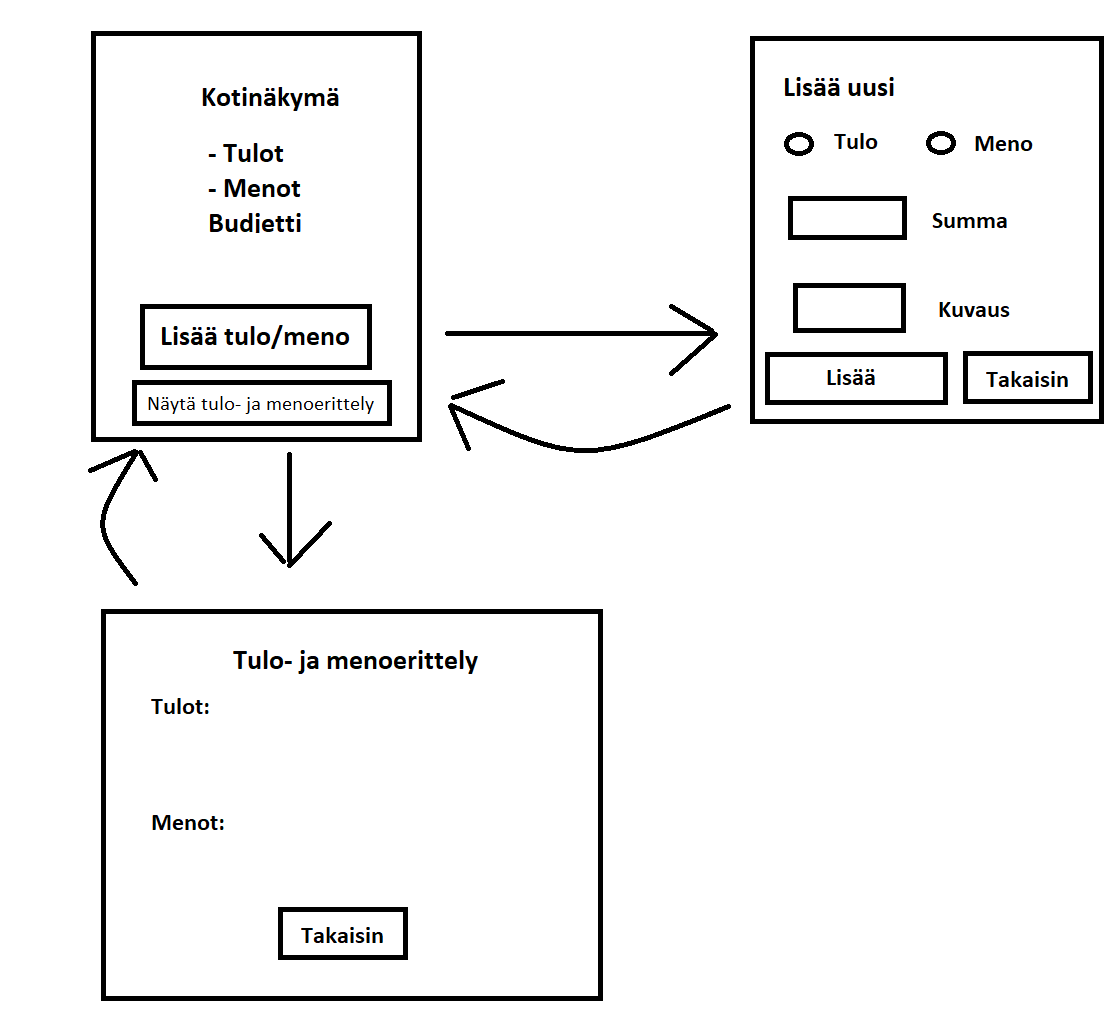 Kotinäkymä
- Tulot
- Menot
Budjetti
Lisää tulo/meno
Näytä tulo- ja menoerittely
Lisää uusi
Tulo
Meno
Summa
Kuvaus
Lisää
Takaisin
Tulo- ja menoerittely
Tulot:
Menot:
Takaisin